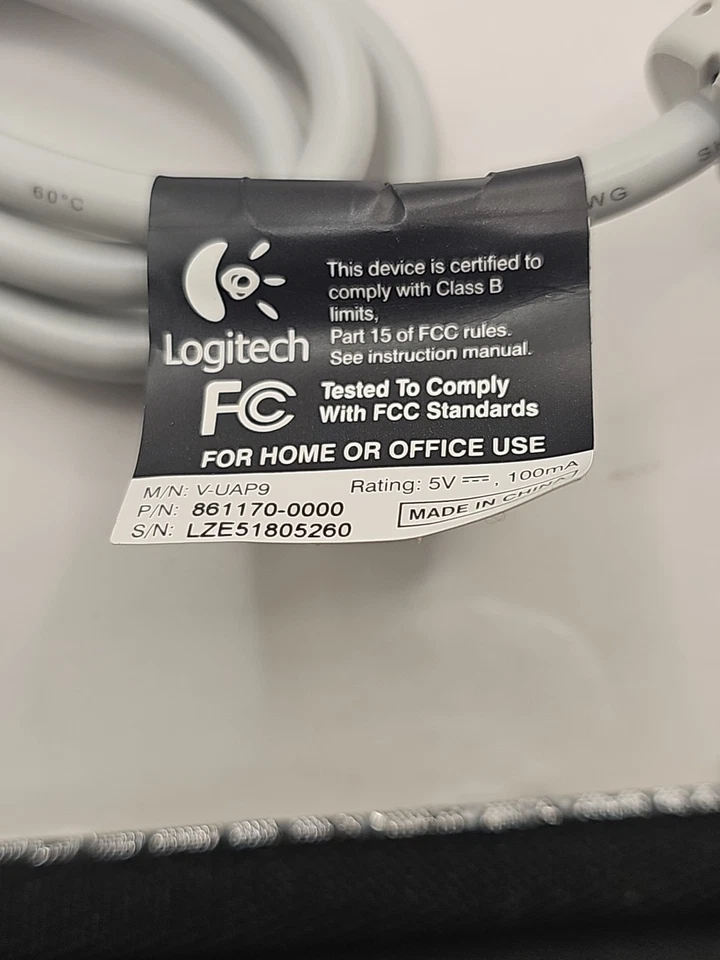 60°C
WG
Logitech
This device is certified to
comply with Class B
limits,
Part 15 of FCC rules.
See instruction manual.
FC
Tested To Comply
With FCC Standards
FOR HOME OR OFFICE USE
M/N: V-UAP9
Rating: 5V ⎓, 100mA
P/N: 861170-0000
MADE IN CHINA
S/N: LZE51805260